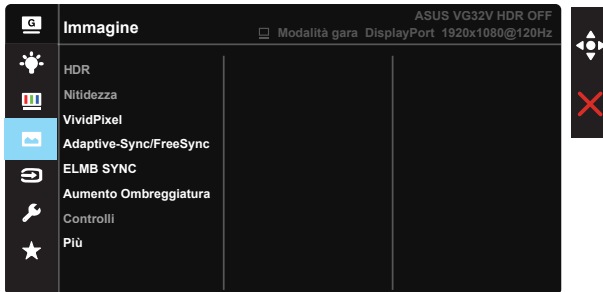 G
Immagine
ASUS VG32V HDR OFF
Modalità gara DisplayPort 1920x1080@120Hz
HDR
Nitidezza
VividPixel
Adaptive-Sync/FreeSync
ELMB SYNC
Aumento Ombreggiatura
Controlli
Più